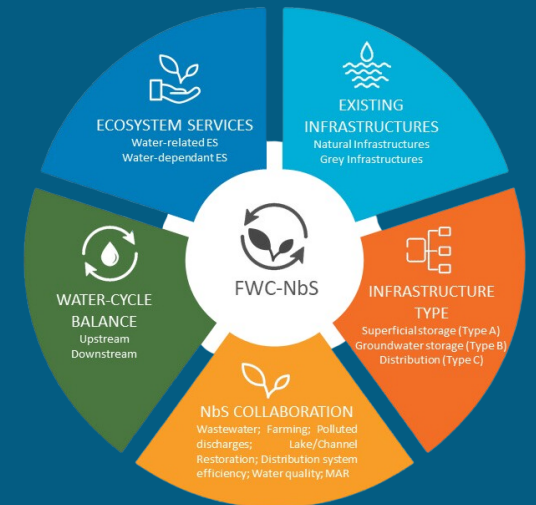 ECOSYSTEM SERVICES
Water-related ES
Water-dependant ES
EXISTING
INFRASTRUCTURES
Natural Infrastructures
Grey Infrastructures
WATER-CYCLE
BALANCE
Upstream
Downstream
FWC-NbS
INFRASTRUCTURE
TYPE
Superficial storage (Type A)
Groundwater storage (Type B)
Distribution (Type C)
NbS COLLABORATION
Wastewater; Farming; Polluted
discharges; Lake/Channel
Restoration; Distribution system
efficiency; Water quality; MAR